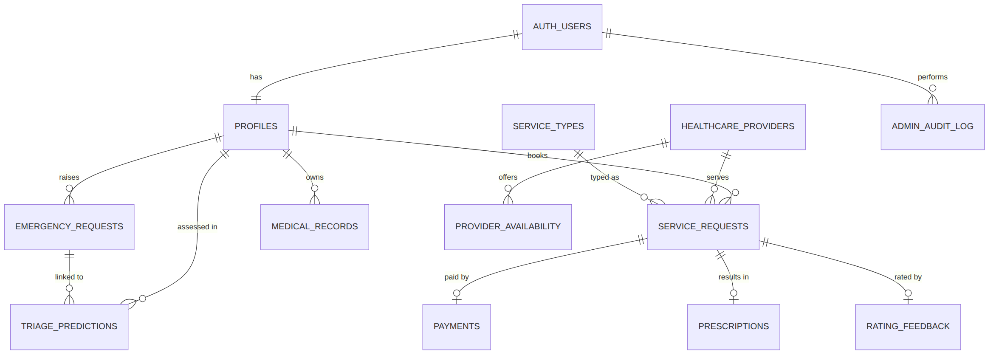 AUTH_USERS
has
performs
PROFILES
SERVICE_TYPES
HEALTHCARE_PROVIDERS
ADMIN_AUDIT_LOG
books
raises
owns
offers
typed as
serves
EMERGENCY_REQUESTS
assessed in
MEDICAL_RECORDS
PROVIDER_AVAILABILITY
SERVICE_REQUESTS
linked to
paid by
results in
rated by
TRIAGE_PREDICTIONS
PAYMENTS
PRESCRIPTIONS
RATING_FEEDBACK